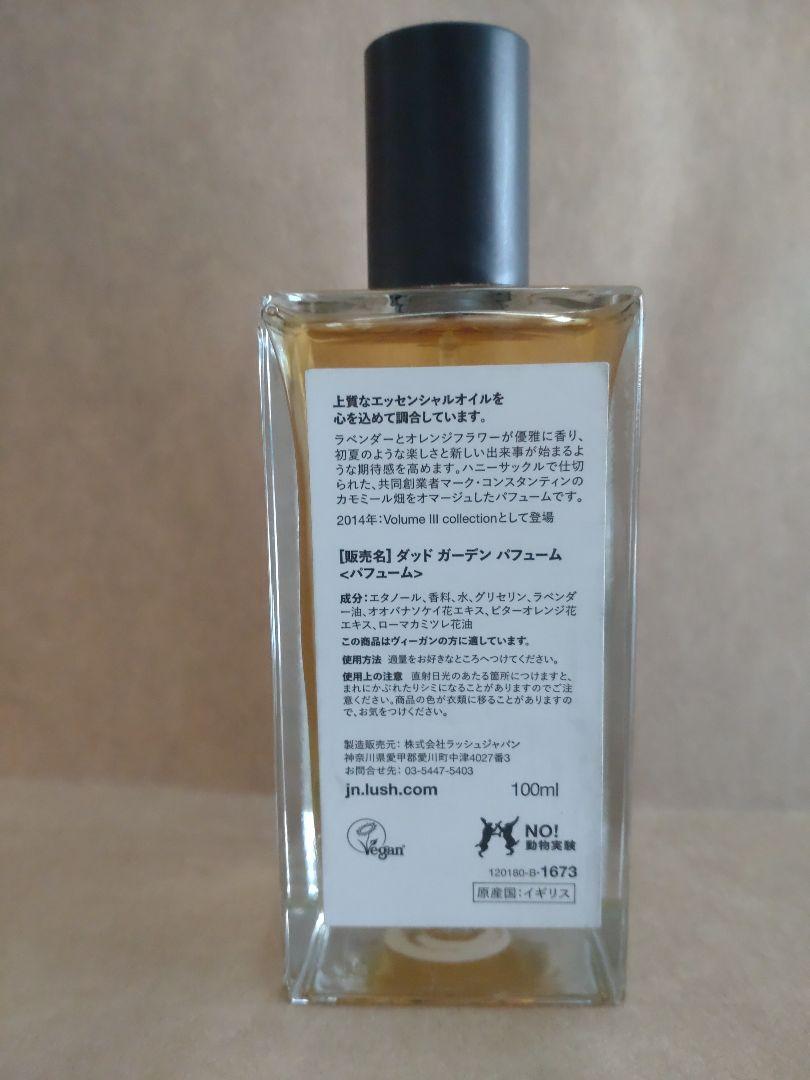 上質なエッセンシャルオイルを
心を込めて調合しています。
ラベンダーとオレンジフラワーが優雅に香り、
初夏のような楽しさと新しい出来事が始まるよ
うな期待感を高めます。ハニーサックルで仕切
られた、共同創業者マーク・コンスタンティンの
カモミール畑をオマージュしたパフュームです。
2014年：Volume III collectionとして登場
［販売名］ダッド ガーデン パフューム
<パフューム>
成分：エタノール、香料、水、グリセリン、ラベンダ
ー油、オオバナソケイ花エキス、ビターオレンジ花
エキス、ローマカミツレ花油
この商品はヴィーガンの方に適しています。
使用方法 適量をお好きなところへつけてください。
使用上の注意 直射日光のあたる箇所につけますと、
まれにかぶれたりシミになることがありますのでご注
意ください。商品の色が衣類に移ることがありますの
で、お気をつけください。
製造販売元：株式会社ラッシュジャパン
神奈川県愛甲郡愛川町中津4027番3
お問合せ先：03-5447-5403
jn.lush.com 100ml
Vegan
NO!
動物実験
120180-B-1673
原産国：イギリス